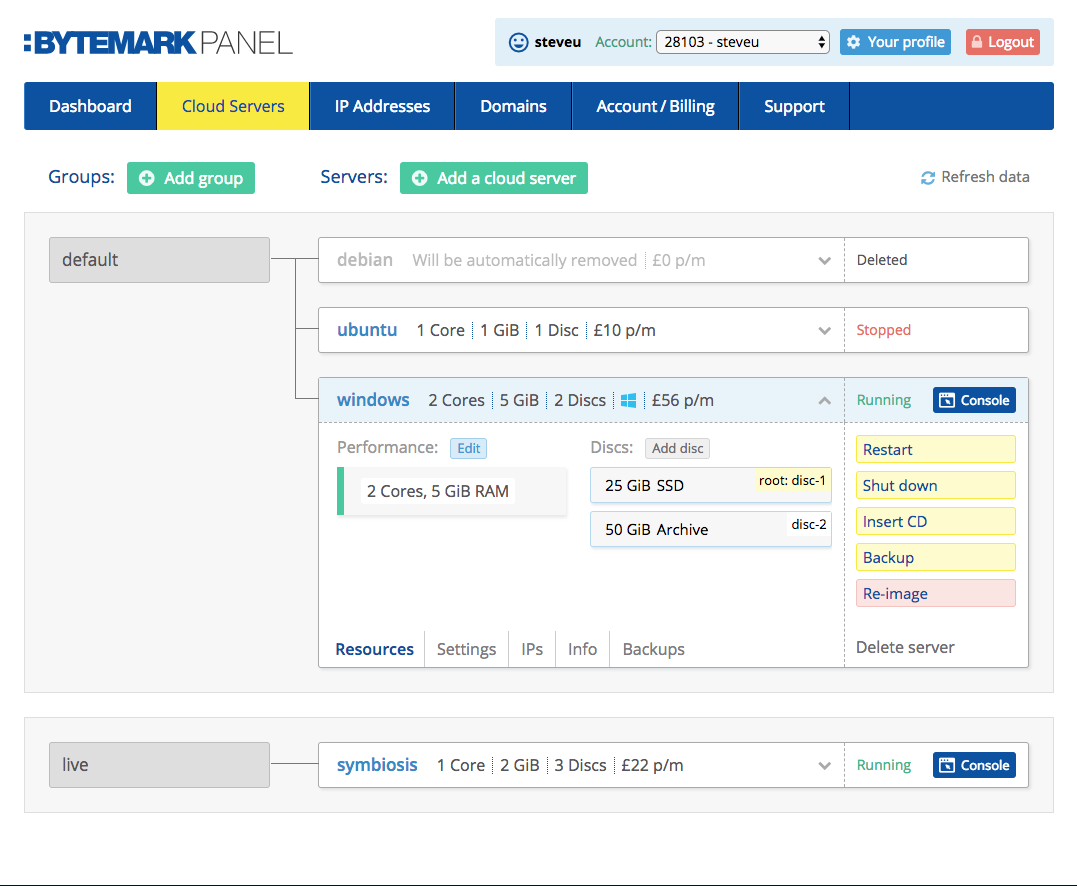 :BYTEMARK PANEL
steveu Account: 28103 - steveu Your profile Logout
Dashboard Cloud Servers IP Addresses Domains Account / Billing Support
Groups: Add group Servers: Add a cloud server Refresh data
default
debian Will be automatically removed £0 p/m Deleted
ubuntu 1 Core 1 GiB 1 Disc £10 p/m Stopped
windows 2 Cores 5 GiB 2 Discs £56 p/m Running Console
Performance: Edit Discs: Add disc Restart
2 Cores, 5 GiB RAM 25 GiB SSD root: disc-1 Shut down
50 GiB Archive disc-2 Insert CD
Backup
Re-image
Resources Settings IPs Info Backups Delete server
live symbiosis 1 Core 2 GiB 3 Discs £22 p/m Running Console